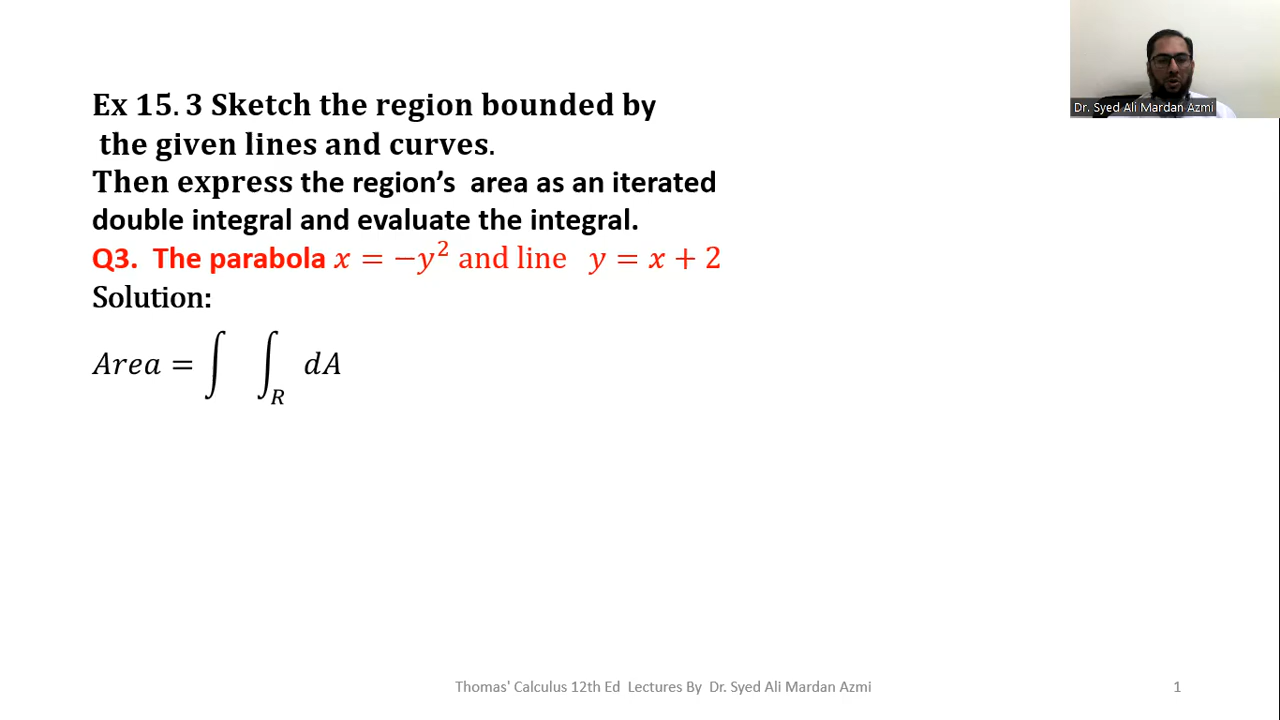 Dr. Syed Ali Mardan Azmi
Ex 15.3 Sketch the region bounded by
the given lines and curves.
Then express the region’s area as an iterated
double integral and evaluate the integral.
Q3. The parabola x = −y² and line y = x + 2
Solution:
Area = ∫ ∫_R dA
Thomas' Calculus 12th Ed Lectures By Dr. Syed Ali Mardan Azmi
1